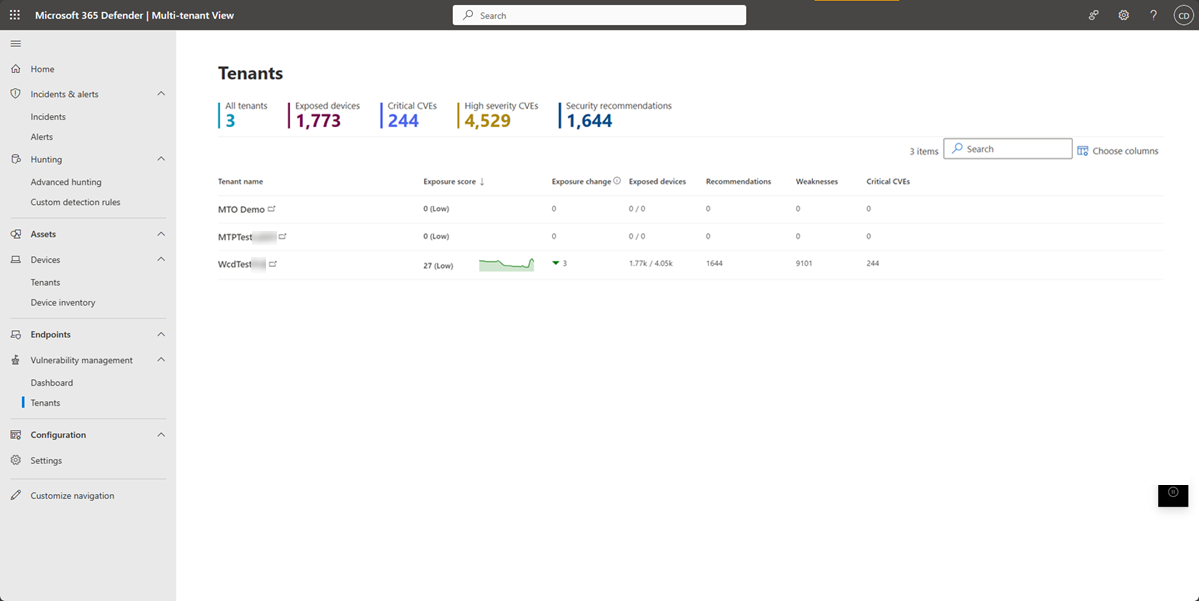 Microsoft 365 Defender | Multi-tenant View
Search
CD
Home
Incidents & alerts
Incidents
Alerts
Hunting
Advanced hunting
Custom detection rules
Assets
Devices
Tenants
Device inventory
Endpoints
Vulnerability management
Dashboard
Tenants
Configuration
Settings
Customize navigation
Tenants
All tenants Exposed devices Critical CVEs High severity CVEs Security recommendations
3 1,773 244 4,529 1,644
3 items Search Choose columns
Tenant name Exposure score ↓ Exposure change Exposed devices Recommendations Weaknesses Critical CVEs
MTO Demo 0 (Low) 0 0 / 0 0 0 0
MTPTest 0 (Low) 0 0 / 0 0 0 0
WcdTest 27 (Low) 3 1.77k / 4.05k 1644 9101 244